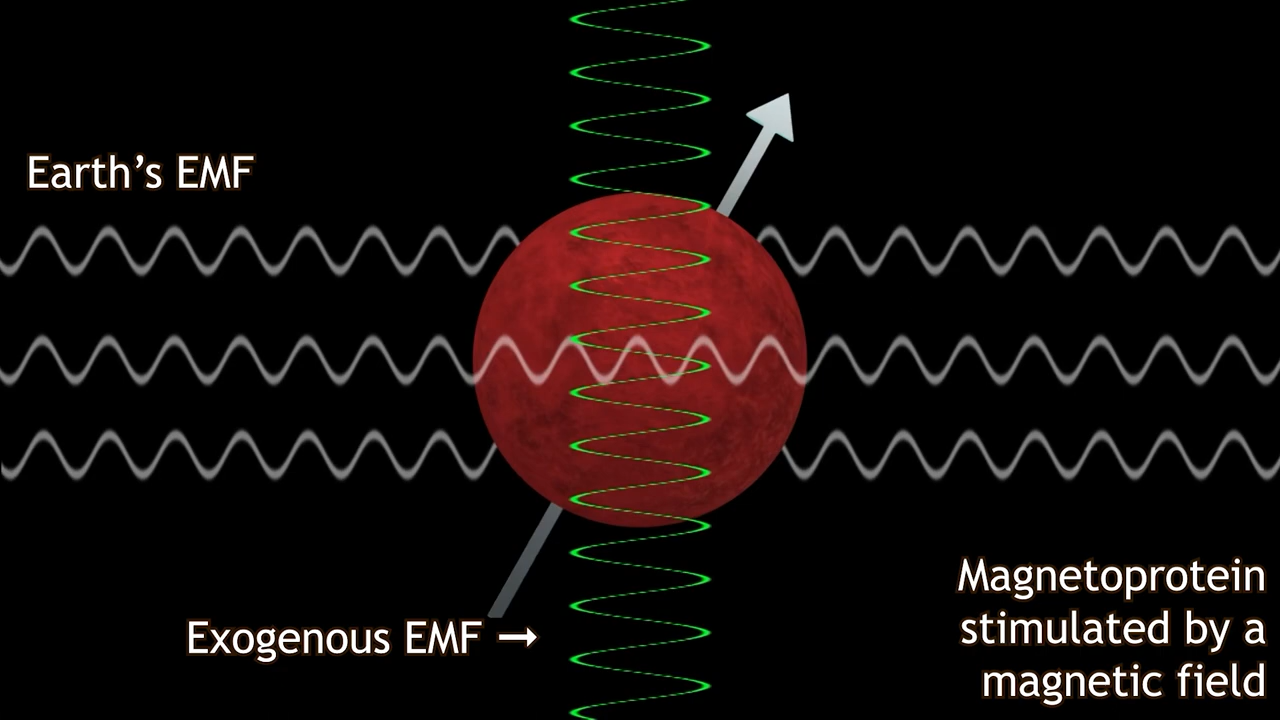 Earth’s EMF
Exogenous EMF →
Magnetoprotein
stimulated by a
magnetic field